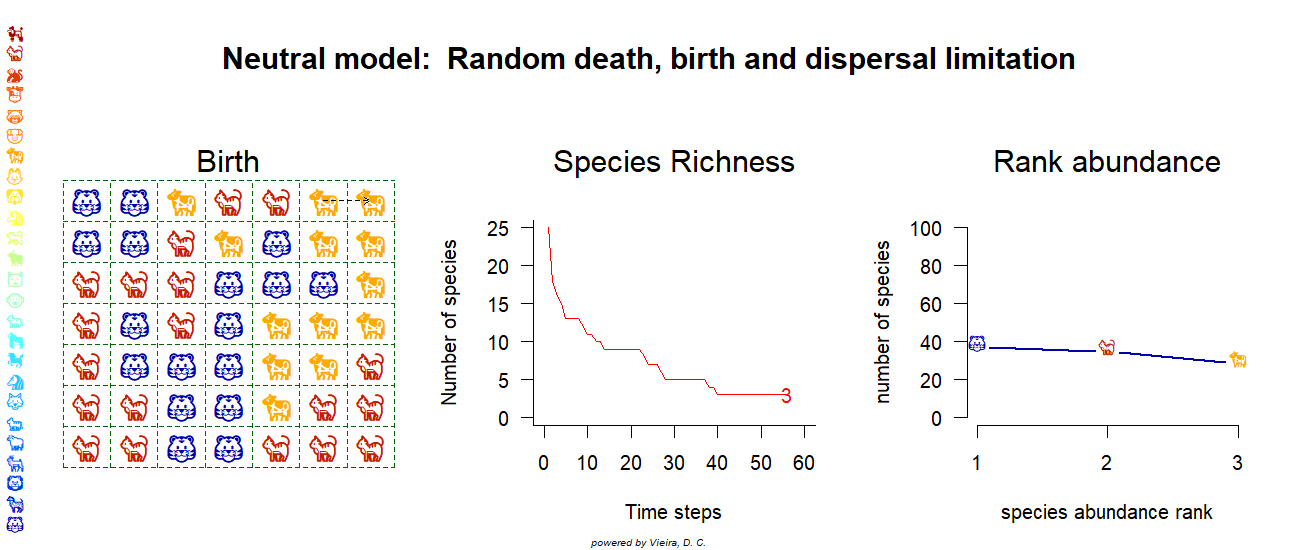 Neutral model:  Random death, birth and dispersal limitation
Birth
Species Richness
Number of species
25
20
15
10
5
0
3
0 10 20 30 40 50 60
Time steps
Rank abundance
number of species
100
80
60
40
20
0
1 2 3
species abundance rank
powered by Vieira, D. C.